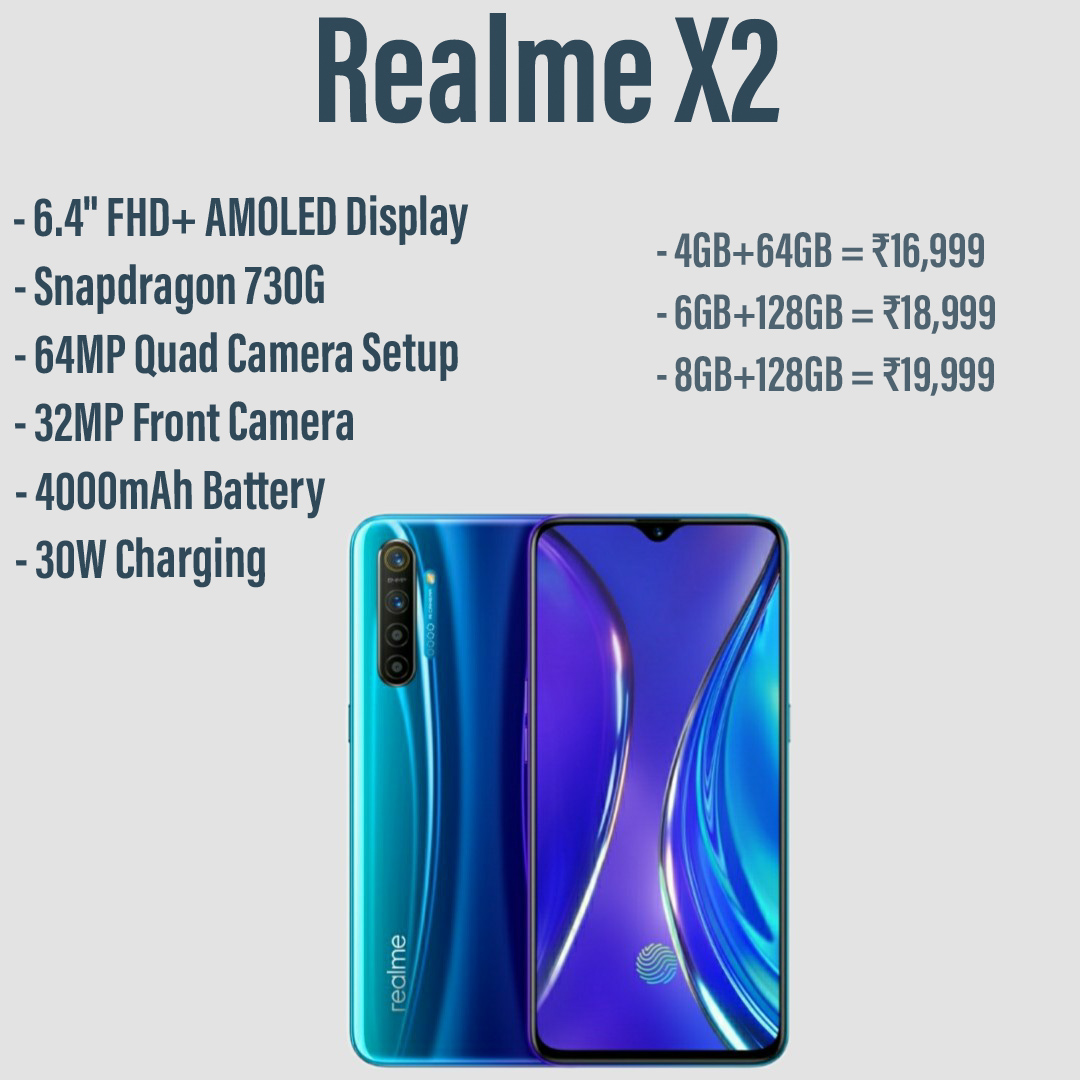 Realme X2
- 6.4" FHD+ AMOLED Display
- Snapdragon 730G
- 64MP Quad Camera Setup
- 32MP Front Camera
- 4000mAh Battery
- 30W Charging
- 4GB+64GB = ₹16,999
- 6GB+128GB = ₹18,999
- 8GB+128GB = ₹19,999
realme